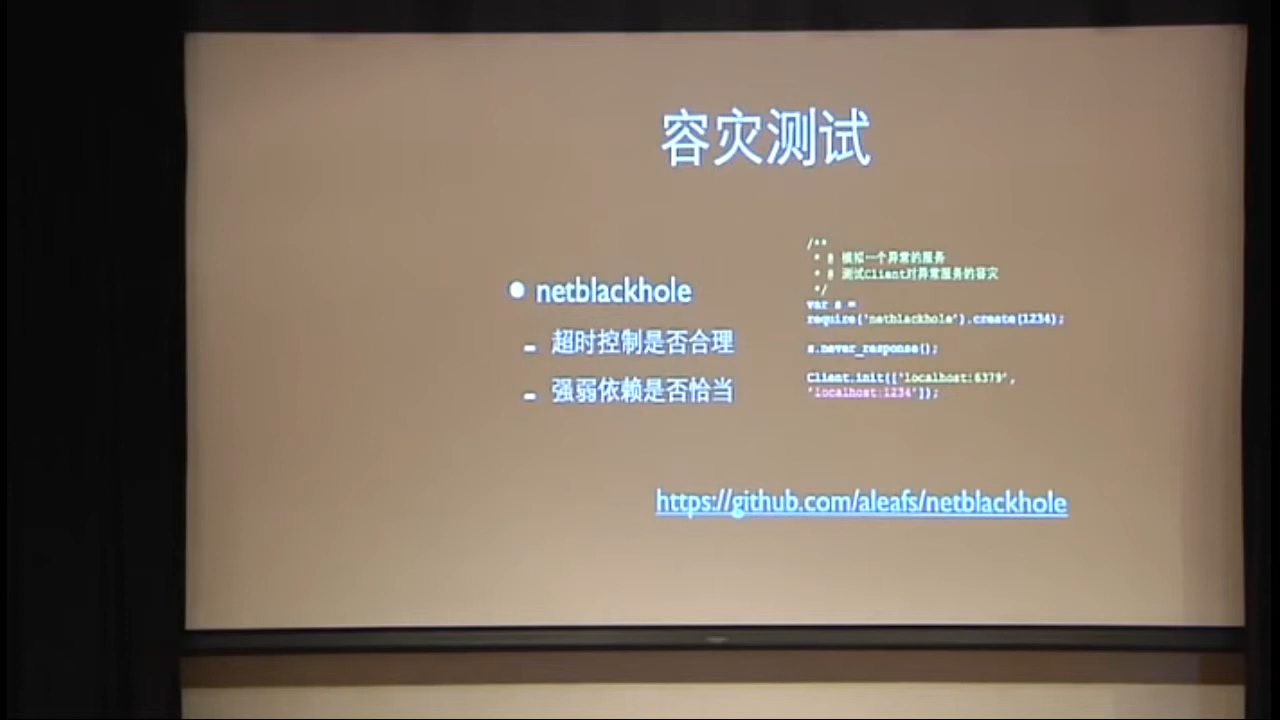 容灾测试
netblackhole
- 超时控制是否合理
- 强弱依赖是否恰当
/**
* # 模拟一个异常的服务
* # 测试Client对异常服务的容灾
*/
var s =
require('netblackhole').create(1234);
s.never_response();
Client.init(['localhost:6379',
'localhost:1234']);
https://github.com/aleafs/netblackhole